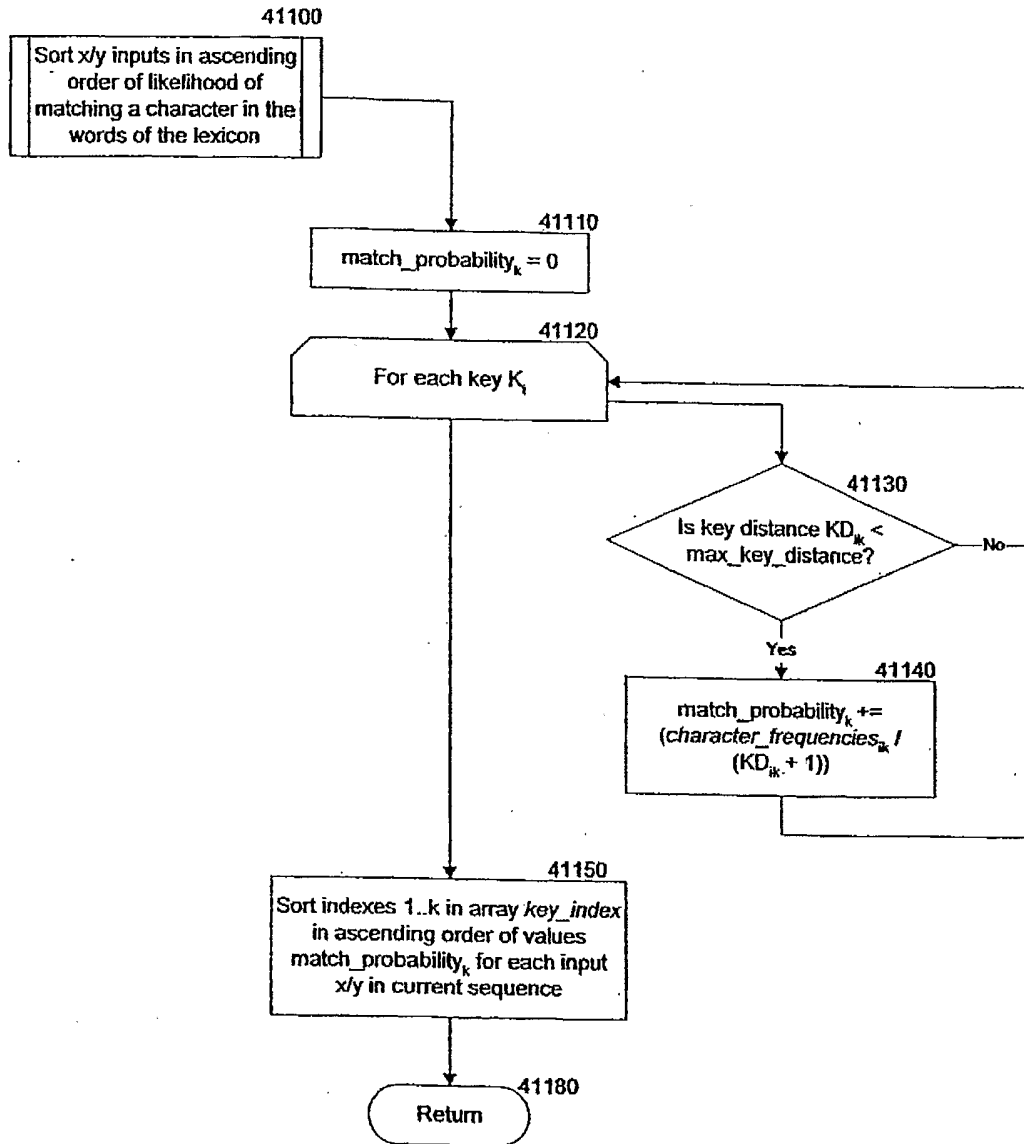 41100
Sort x/y inputs in ascending
order of likelihood of
matching a character in the
words of the lexicon
41110
match_probabilityk = 0
41120
For each key Ki
41130
Is key distance KDik <
max_key_distance?
No
Yes
41140
match_probabilityk +=
(character_frequenciesik /
(KDik + 1))
41150
Sort indexes 1..k in array key_index
in ascending order of values
match_probabilityk for each input
x/y in current sequence
41180
Return